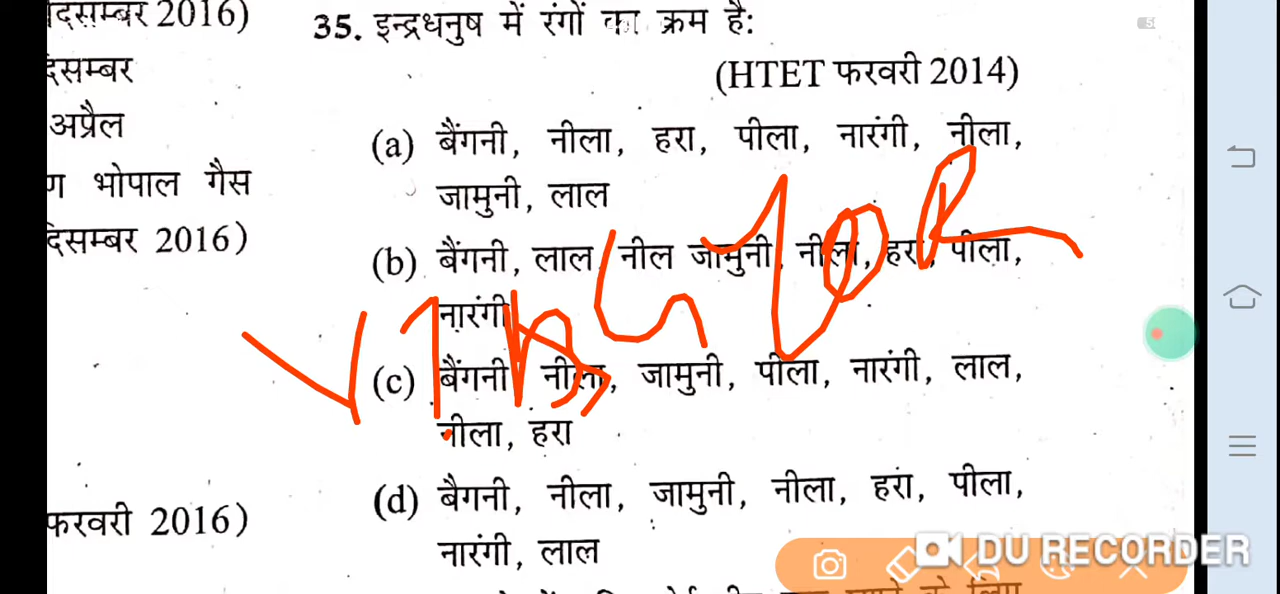 दिसम्बर 2016)
दिसम्बर
अप्रैल
ण भोपाल गैस
दिसम्बर 2016)
फरवरी 2016)
35. इन्द्रधनुष में रंगों का क्रम है:
(HTET फरवरी 2014)
(a) बैंगनी, नीला, हरा, पीला, नारंगी, नीला,
जामुनी, लाल
(b) बैंगनी, लाल, नील जामुनी, नीला, हरा, पीला,
नारंगी
(c) बैंगनी नीला, जामुनी, पीला, नारंगी, लाल,
नीला, हरा
(d) बैगनी, नीला, जामुनी, नीला, हरा, पीला,
नारंगी, लाल
VIBGYOR
DU RECORDER